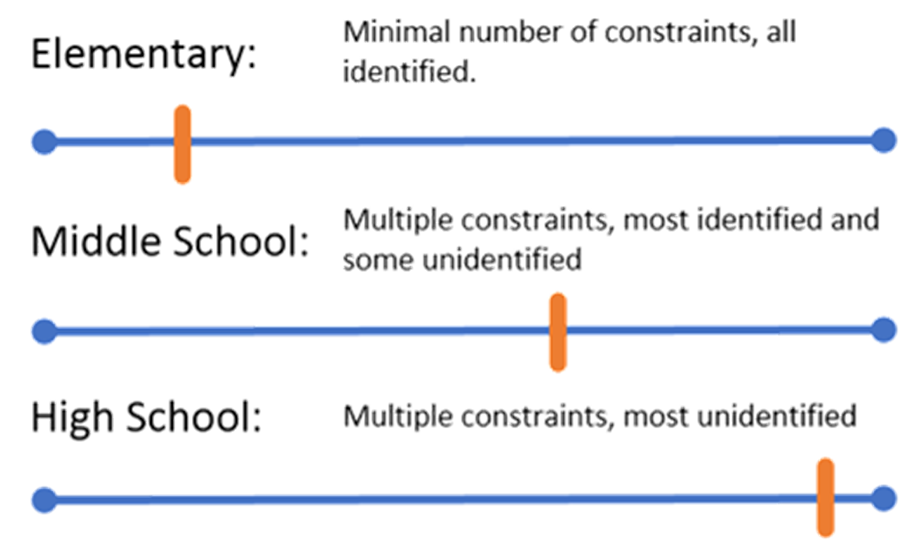 Elementary:
Minimal number of constraints, all
identified.
Middle School:
Multiple constraints, most identified and
some unidentified
High School:
Multiple constraints, most unidentified